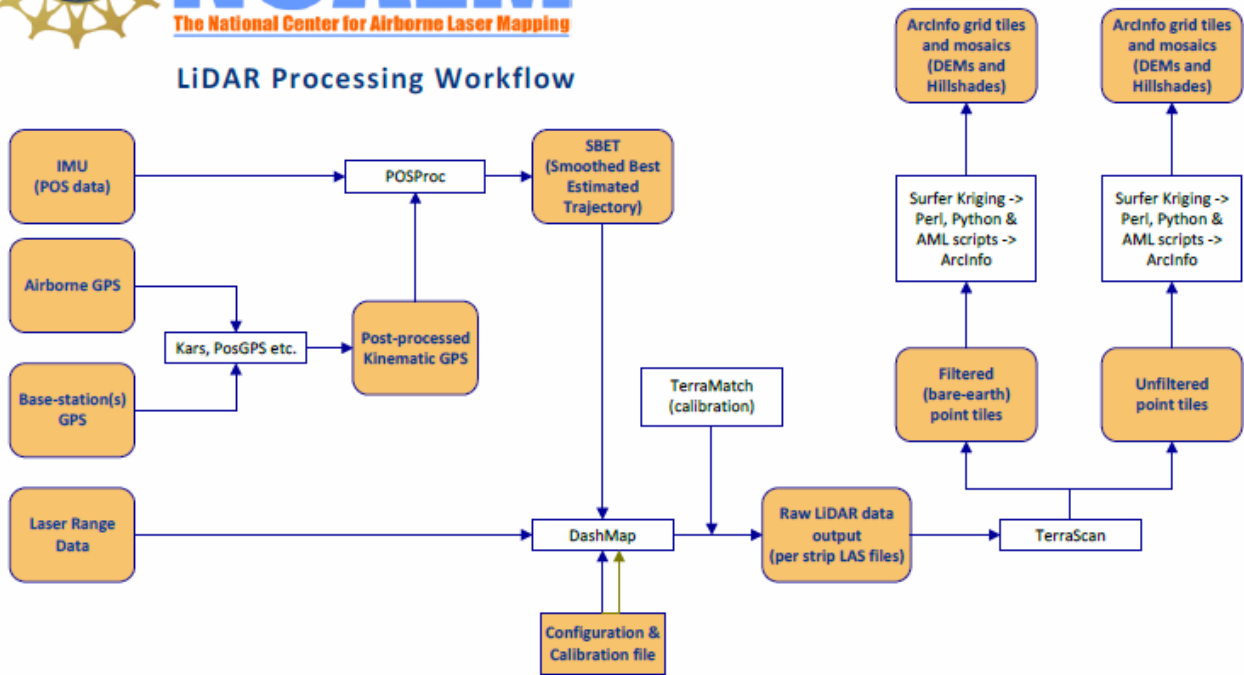 The National Center for Airborne Laser Mapping
LiDAR Processing Workflow
IMU
(POS data)
POSProc
SBET
(Smoothed Best
Estimated
Trajectory)
Airborne GPS
Kars, PosGPS etc.
Post-processed
Kinematic GPS
Base-station(s)
GPS
Laser Range
Data
DashMap
Configuration &
Calibration file
TerraMatch
(calibration)
Raw LiDAR data
output
(per strip LAS files)
TerraScan
Filtered
(bare-earth)
point tiles
Unfiltered
point tiles
Surfer Kriging ->
Perl, Python &
AML scripts ->
ArcInfo
Surfer Kriging ->
Perl, Python &
AML scripts ->
ArcInfo
ArcInfo grid tiles
and mosaics
(DEMs and
Hillshades)
ArcInfo grid tiles
and mosaics
(DEMs and
Hillshades)